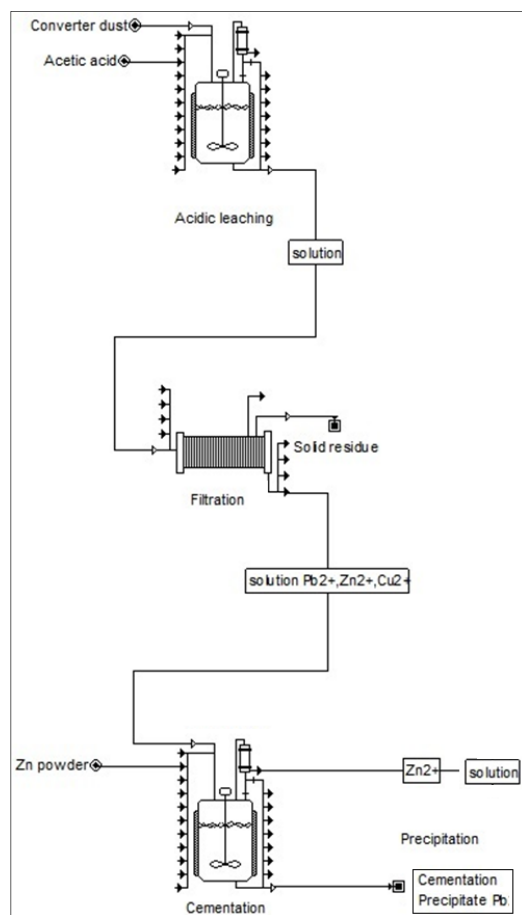 Converter dust
Acetic acid
Acidic leaching
solution
Solid residue
Filtration
solution Pb2+,Zn2+,Cu2+
Zn powder
Zn2+
solution
Precipitation
Cementation
Precipitate Pb
Cementation